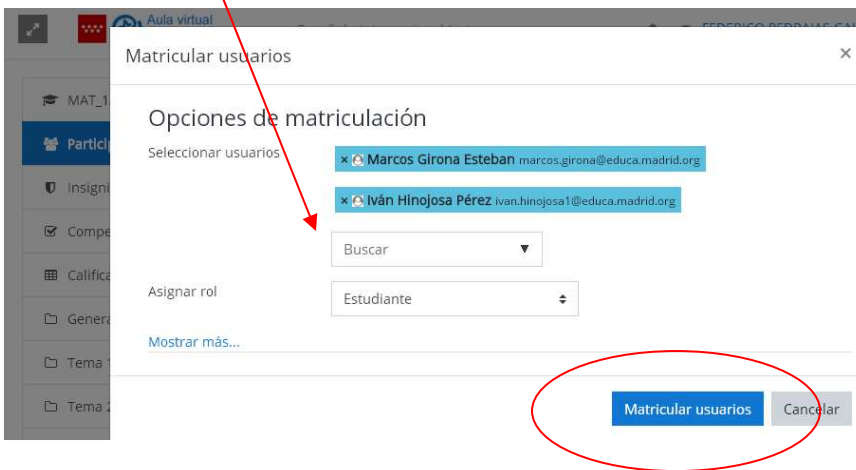 Aula virtual
Matricular usuarios
×
MAT_1
Opciones de matriculación
Partici
Seleccionar usuarios
× Marcos Girona Esteban marcos.girona@educa.madrid.org
Insigni
× Iván Hinojosa Pérez ivan.hinojosa1@educa.madrid.org
Compe
Buscar
Califica
Asignar rol
Estudiante
Genera
Mostrar más...
Tema
Tema 2
Matricular usuarios
Cancelar